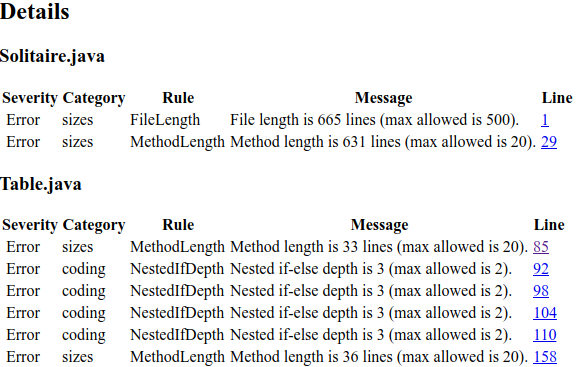 Details
Solitaire.java
Severity Category Rule Message Line
Error sizes FileLength File length is 665 lines (max allowed is 500). 1
Error sizes MethodLength Method length is 631 lines (max allowed is 20). 29
Table.java
Severity Category Rule Message Line
Error sizes MethodLength Method length is 33 lines (max allowed is 20). 85
Error coding NestedIfDepth Nested if-else depth is 3 (max allowed is 2). 92
Error coding NestedIfDepth Nested if-else depth is 3 (max allowed is 2). 98
Error coding NestedIfDepth Nested if-else depth is 3 (max allowed is 2). 104
Error coding NestedIfDepth Nested if-else depth is 3 (max allowed is 2). 110
Error sizes MethodLength Method length is 36 lines (max allowed is 20). 158